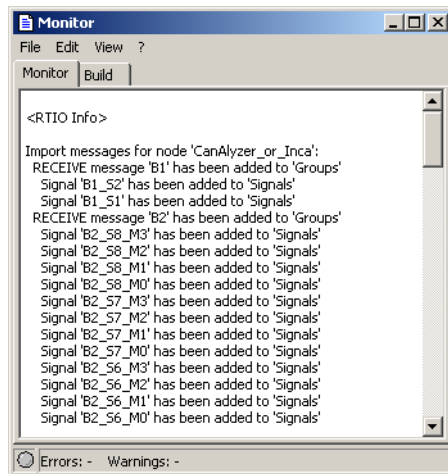 Monitor
File Edit View ?
Monitor Build
<RTIO Info>
Import messages for node 'CanAlyzer_or_Inca':
RECEIVE message 'B1' has been added to 'Groups'
Signal 'B1_S2' has been added to 'Signals'
Signal 'B1_S1' has been added to 'Signals'
RECEIVE message 'B2' has been added to 'Groups'
Signal 'B2_S8_M3' has been added to 'Signals'
Signal 'B2_S8_M2' has been added to 'Signals'
Signal 'B2_S8_M1' has been added to 'Signals'
Signal 'B2_S8_M0' has been added to 'Signals'
Signal 'B2_S7_M3' has been added to 'Signals'
Signal 'B2_S7_M2' has been added to 'Signals'
Signal 'B2_S7_M1' has been added to 'Signals'
Signal 'B2_S7_M0' has been added to 'Signals'
Signal 'B2_S6_M3' has been added to 'Signals'
Signal 'B2_S6_M2' has been added to 'Signals'
Signal 'B2_S6_M1' has been added to 'Signals'
Signal 'B2_S6_M0' has been added to 'Signals'
Errors: - Warnings: -